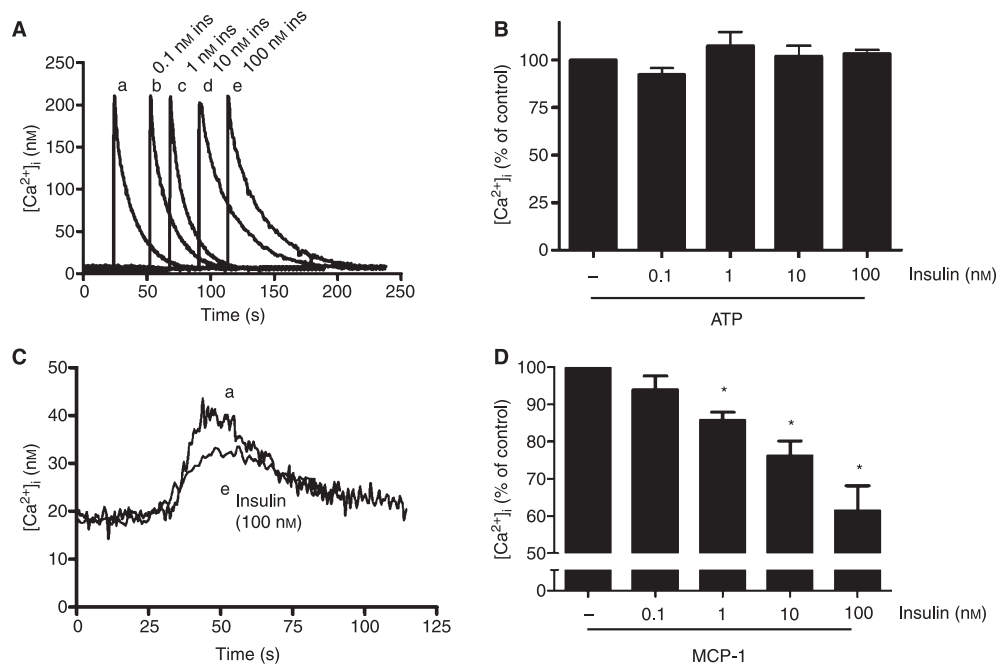 A
0.1 nM ins
1 nM ins
10 nM ins
100 nM ins
a b c d e
250
200
150
100
50
0
[Ca2+]i (nM)
0 50 100 150 200 250
Time (s)
B
100
75
50
25
0
[Ca2+]i (% of control)
– 0.1 1 10 100 Insulin (nM)
ATP
C
50
40
30
20
10
0
[Ca2+]i (nM)
a
e Insulin
(100 nM)
0 25 50 75 100 125
Time (s)
D
100
90
80
70
60
50
0
[Ca2+]i (% of control)
*
*
*
– 0.1 1 10 100 Insulin (nM)
MCP-1